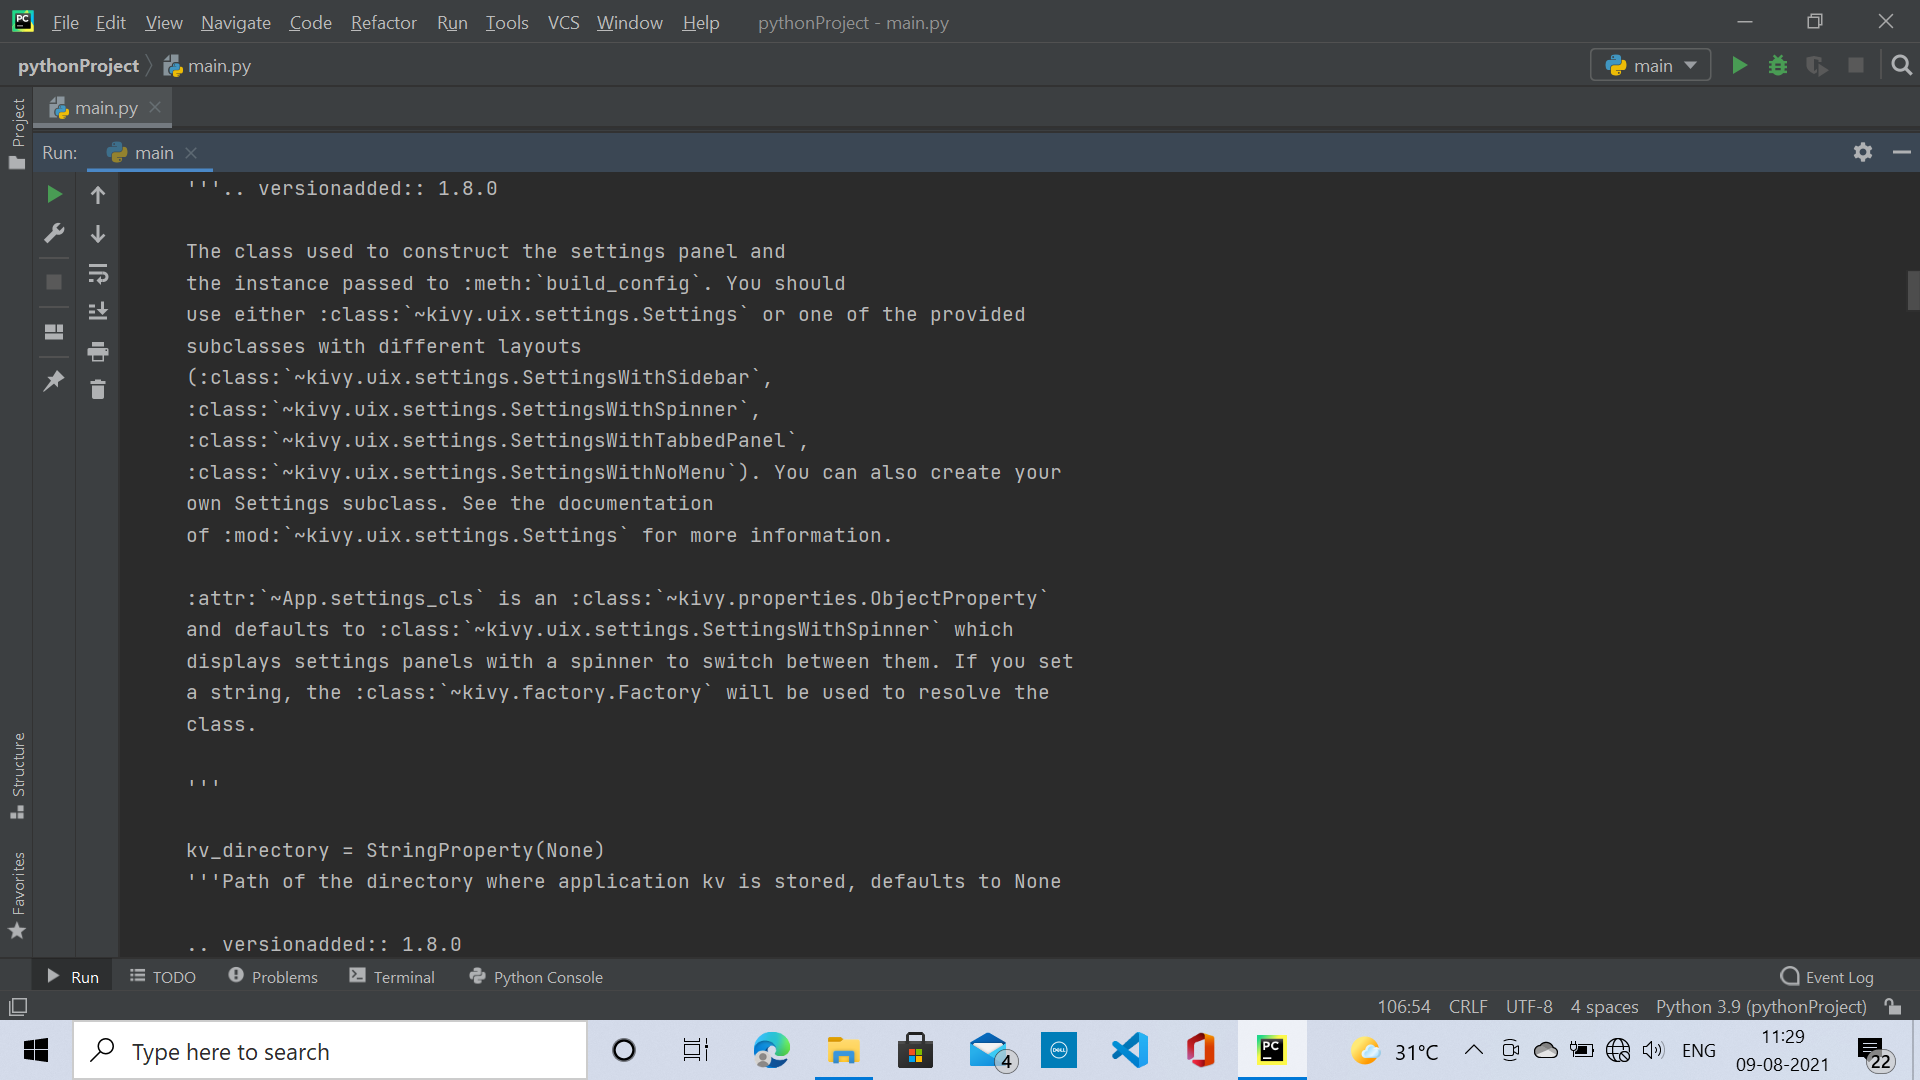 File Edit View Navigate Code Refactor Run Tools VCS Window Help pythonProject - main.py
pythonProject main.py main
main.py
Run: main
'''.. versionadded:: 1.8.0
The class used to construct the settings panel and
the instance passed to :meth:`build_config`. You should
use either :class:`~kivy.uix.settings.Settings` or one of the provided
subclasses with different layouts
(:class:`~kivy.uix.settings.SettingsWithSidebar`,
:class:`~kivy.uix.settings.SettingsWithSpinner`,
:class:`~kivy.uix.settings.SettingsWithTabbedPanel`,
:class:`~kivy.uix.settings.SettingsWithNoMenu`). You can also create your
own Settings subclass. See the documentation
of :mod:`~kivy.uix.settings.Settings` for more information.
:attr:`~App.settings_cls` is an :class:`~kivy.properties.ObjectProperty`
and defaults to :class:`~kivy.uix.settings.SettingsWithSpinner` which
displays settings panels with a spinner to switch between them. If you set
a string, the :class:`~kivy.factory.Factory` will be used to resolve the
class.
'''
kv_directory = StringProperty(None)
'''Path of the directory where application kv is stored, defaults to None
.. versionadded:: 1.8.0
Project
Structure
Favorites
Run TODO Problems Terminal Python Console Event Log
106:54 CRLF UTF-8 4 spaces Python 3.9 (pythonProject)
Type here to search 4 DELL PC 31°C ENG 11:29
09-08-2021 22